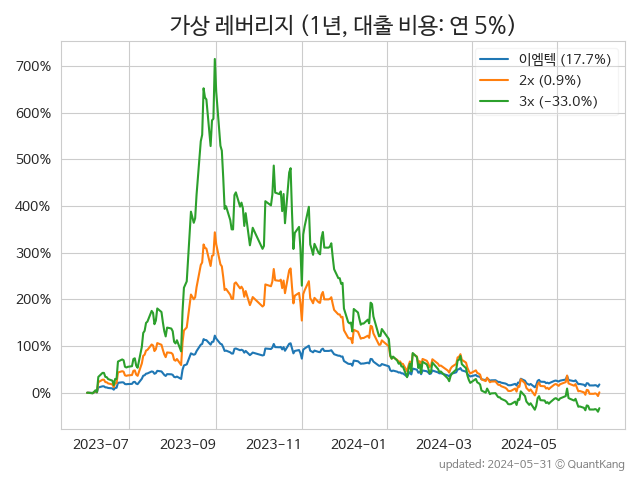 가상 레버리지 (1년, 대출 비용: 연 5%)
이엠텍 (17.7%)
2x (0.9%)
3x (−33.0%)
700%
600%
500%
400%
300%
200%
100%
0%
2023-07
2023-09
2023-11
2024-01
2024-03
2024-05
updated: 2024-05-31 © QuantKang